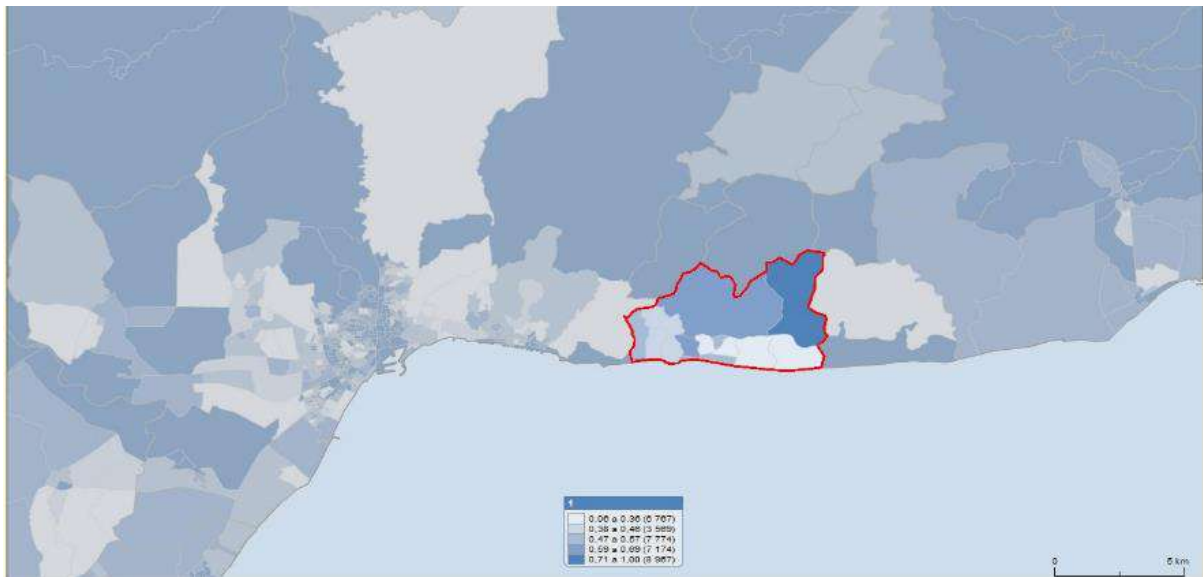 0,06 a 0,36 (6 767)
0,38 a 0,46 (3 589)
0,47 a 0,57 (7 774)
0,59 a 0,69 (7 174)
0,71 a 1,00 (8 967)
0
5 km